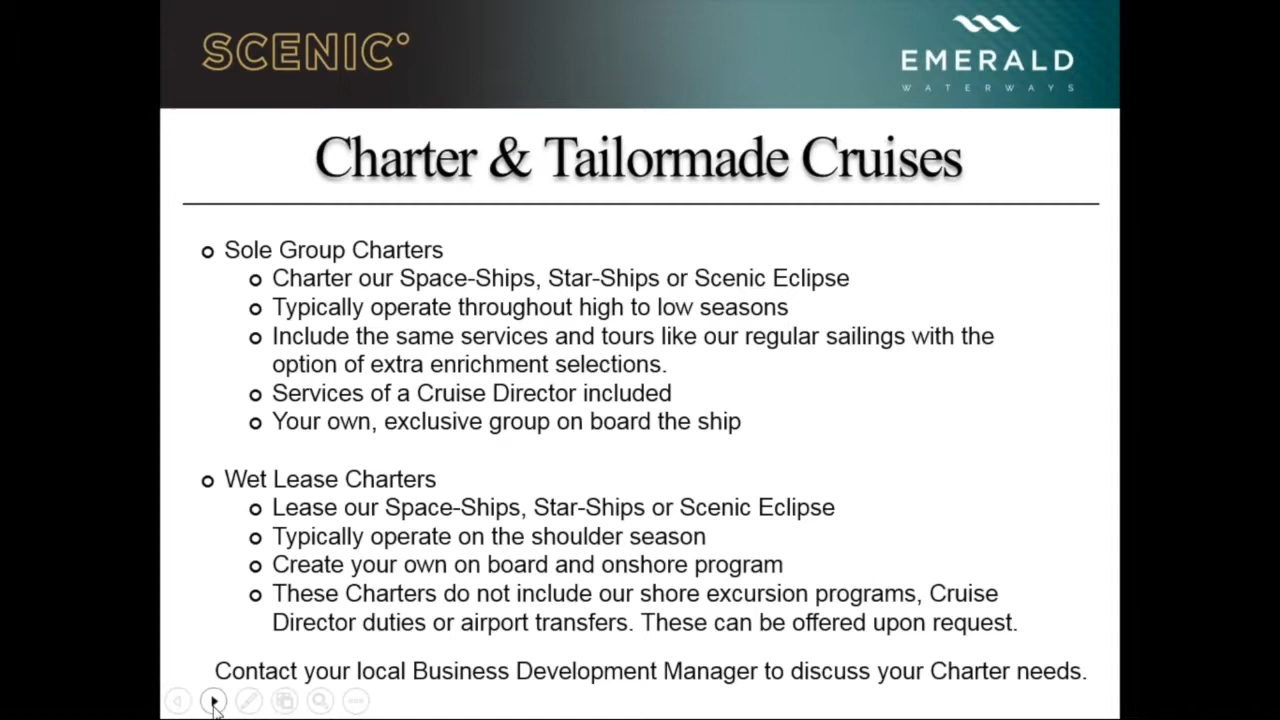 SCENIC°
EMERALD
WATERWAYS
Charter & Tailormade Cruises
Sole Group Charters
Charter our Space-Ships, Star-Ships or Scenic Eclipse
Typically operate throughout high to low seasons
Include the same services and tours like our regular sailings with the
option of extra enrichment selections.
Services of a Cruise Director included
Your own, exclusive group on board the ship
Wet Lease Charters
Lease our Space-Ships, Star-Ships or Scenic Eclipse
Typically operate on the shoulder season
Create your own on board and onshore program
These Charters do not include our shore excursion programs, Cruise
Director duties or airport transfers. These can be offered upon request.
Contact your local Business Development Manager to discuss your Charter needs.